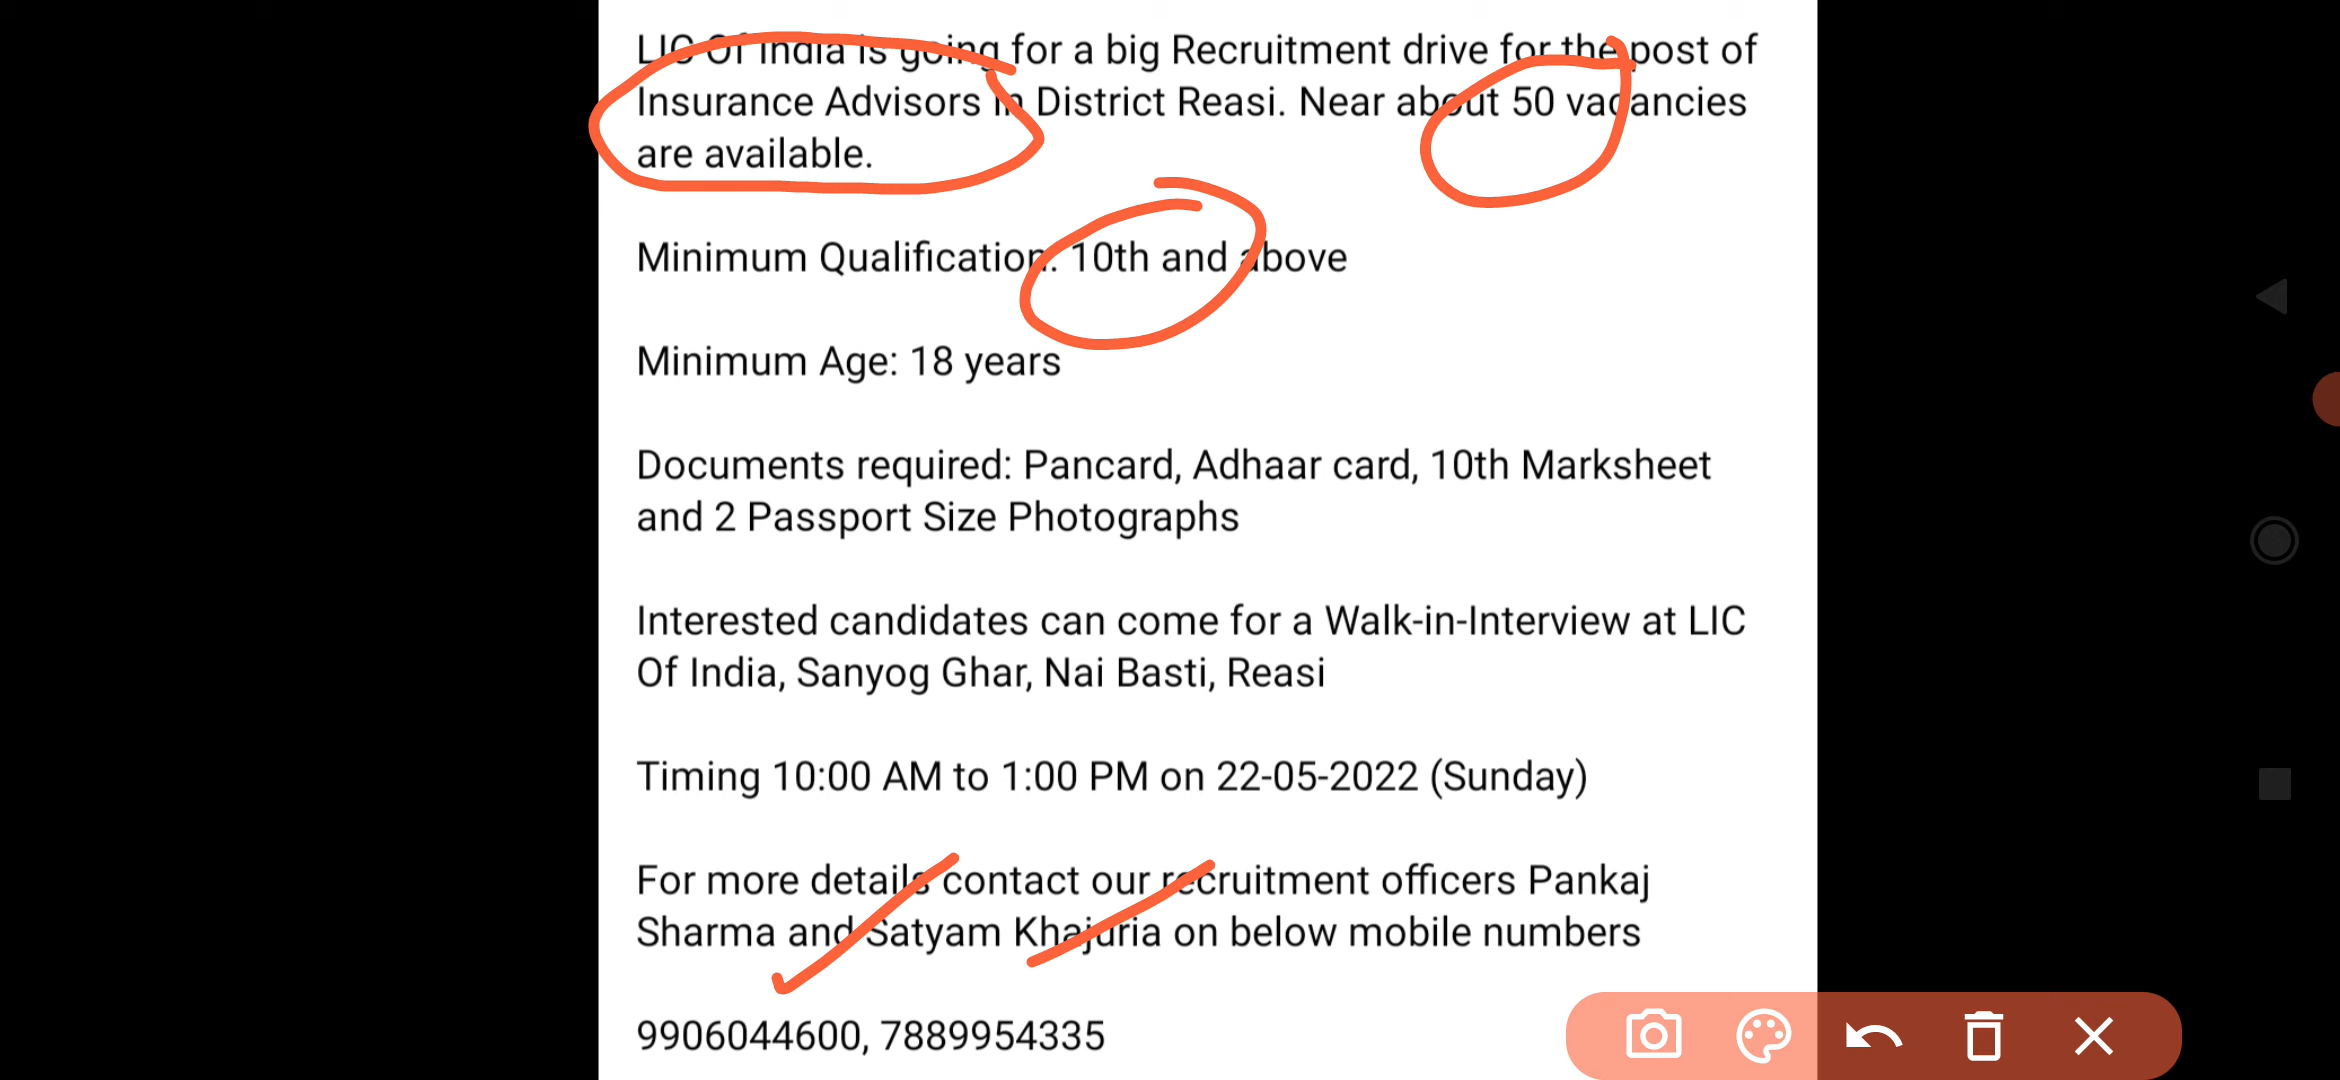 LIC Of India is going for a big Recruitment drive for the post of
Insurance Advisors in District Reasi. Near about 50 vacancies
are available.
Minimum Qualification: 10th and above
Minimum Age: 18 years
Documents required: Pancard, Adhaar card, 10th Marksheet
and 2 Passport Size Photographs
Interested candidates can come for a Walk-in-Interview at LIC
Of India, Sanyog Ghar, Nai Basti, Reasi
Timing 10:00 AM to 1:00 PM on 22-05-2022 (Sunday)
For more details contact our recruitment officers Pankaj
Sharma and Satyam Khajuria on below mobile numbers
9906044600, 7889954335